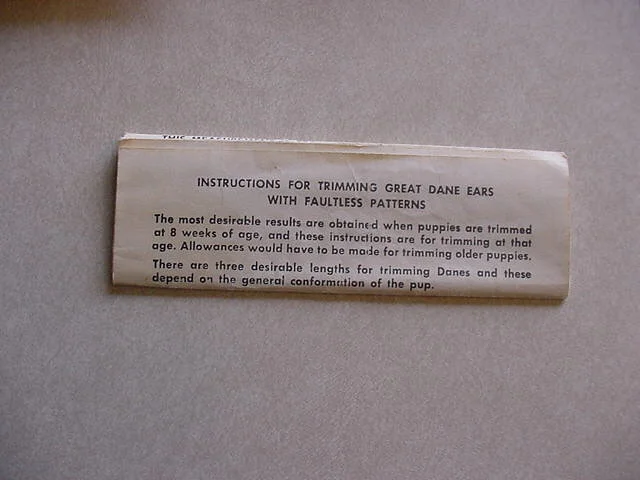 THIS MEASUREMENT
INSTRUCTIONS FOR TRIMMING GREAT DANE EARS
WITH FAULTLESS PATTERNS
The most desirable results are obtained when puppies are trimmed
at 8 weeks of age, and these instructions are for trimming at that
age. Allowances would have to be made for trimming older puppies.
There are three desirable lengths for trimming Danes and these
depend on the general conformation of the pup.